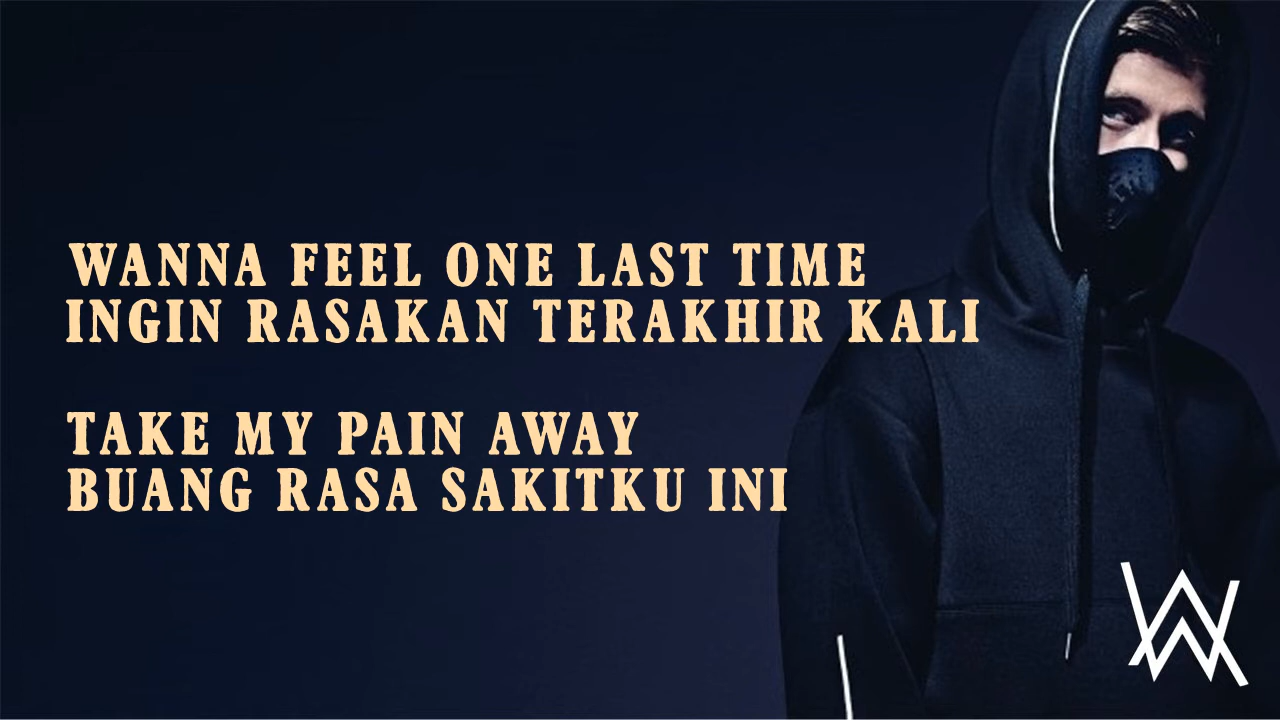 WANNA FEEL ONE LAST TIME
INGIN RASAKAN TERAKHIR KALI
TAKE MY PAIN AWAY
BUANG RASA SAKITKU INI